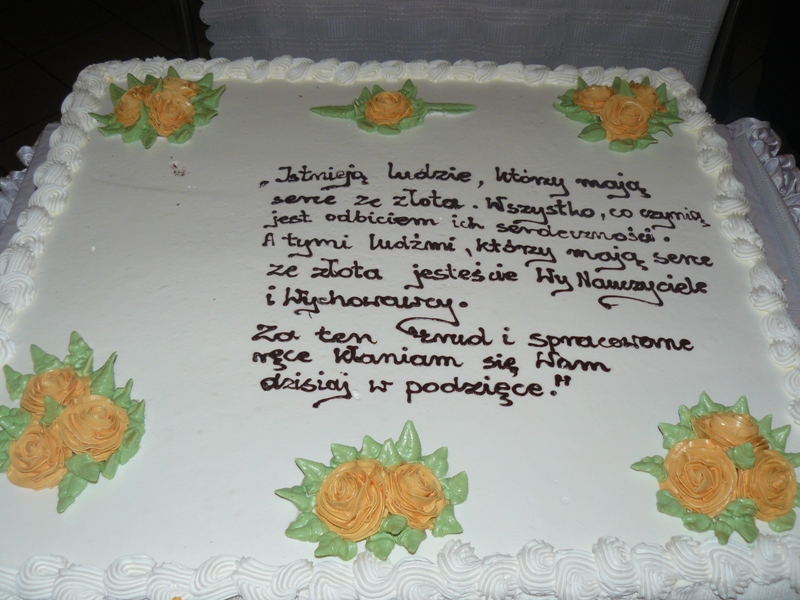 „Istnieją ludzie, którzy mają
serce ze złota. Wszystko, co czynią
jest odbiciem ich serdeczności.
A tymi ludźmi, którzy mają serce
ze złota jesteście Wy Nauczyciele
i Wychowawcy.
Za ten trud i spracowane
ręce kłaniam się Wam
dzisiaj w podzięce."